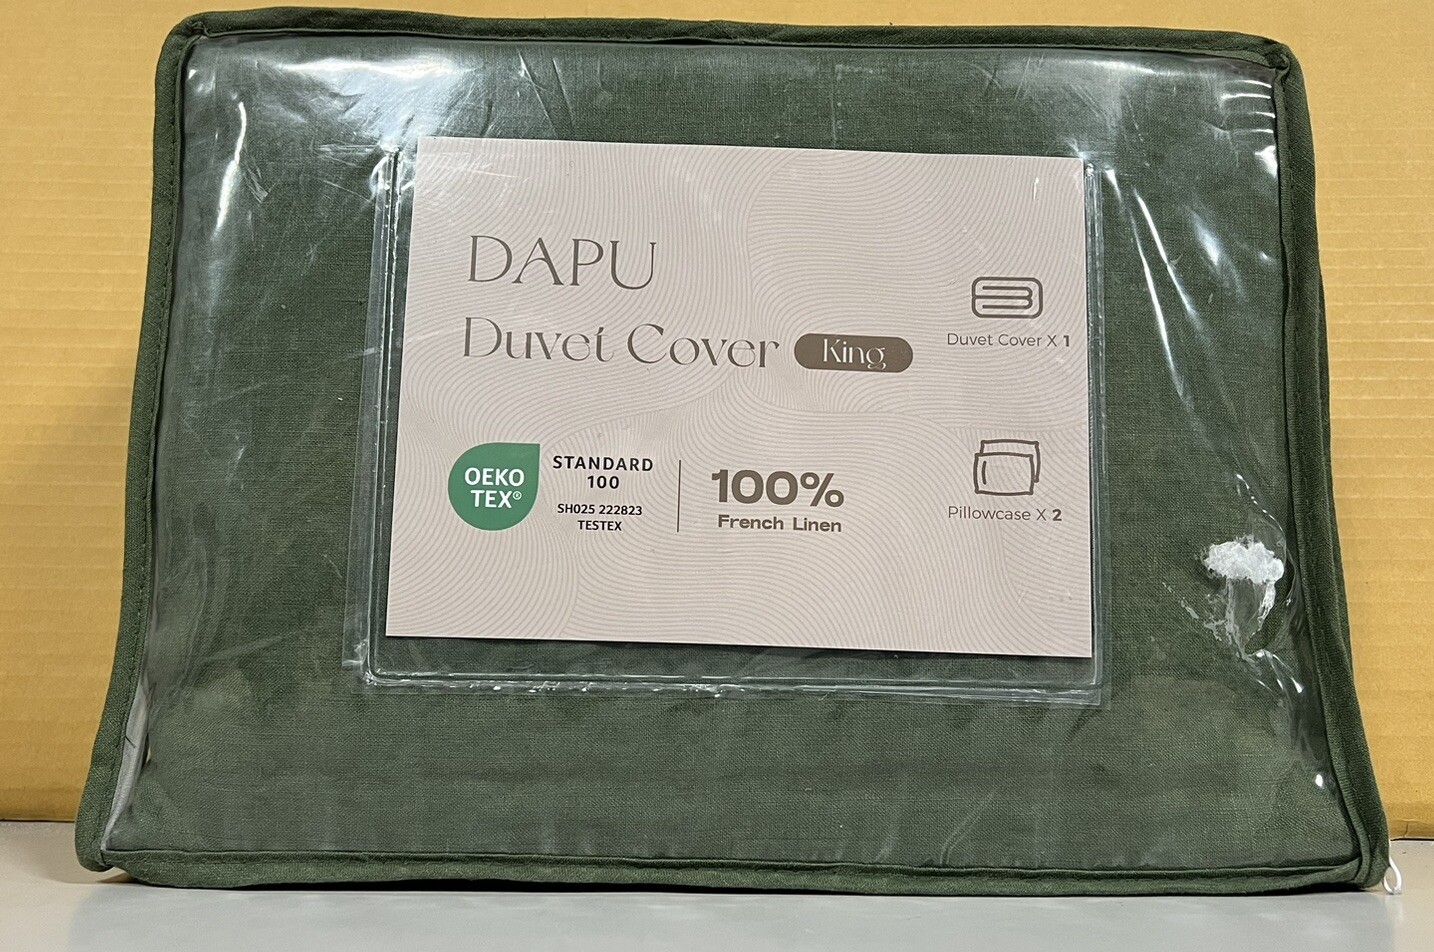 DAPU
Duvet Cover King
Duvet Cover X 1
OEKO
TEX®
STANDARD
100
SH025 222823
TESTEX
100%
French Linen
Pillowcase X 2